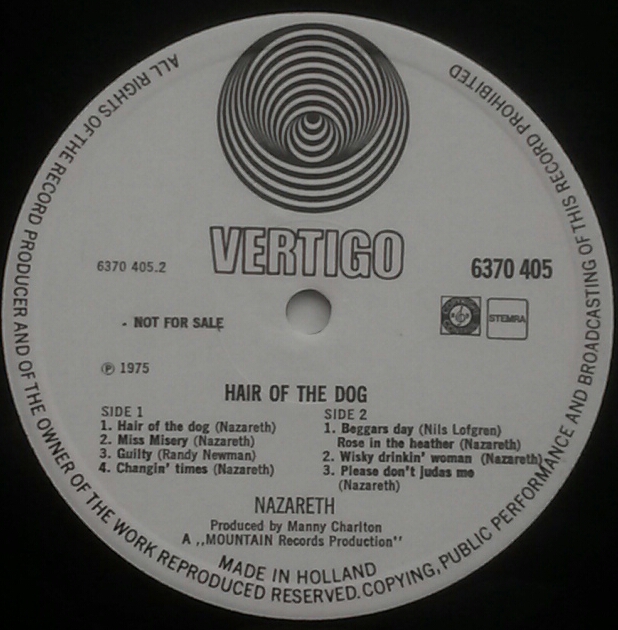 ALL RIGHTS OF THE RECORD PRODUCER AND OF THE OWNER OF THE WORK REPRODUCED RESERVED. COPYING, PUBLIC PERFORMANCE AND BROADCASTING OF THIS RECORD PROHIBITED
VERTIGO
6370 405.2
6370 405
STEMRA
- NOT FOR SALE
℗ 1975
HAIR OF THE DOG
SIDE 1
1. Hair of the dog (Nazareth)
2. Miss Misery (Nazareth)
3. Guilty (Randy Newman)
4. Changin' times (Nazareth)
SIDE 2
1. Beggars day (Nils Lofgren)
Rose in the heather (Nazareth)
2. Wisky drinkin' woman (Nazareth)
3. Please don't judas me
(Nazareth)
NAZARETH
Produced by Manny Charlton
A ,,MOUNTAIN Records Production''
MADE IN HOLLAND